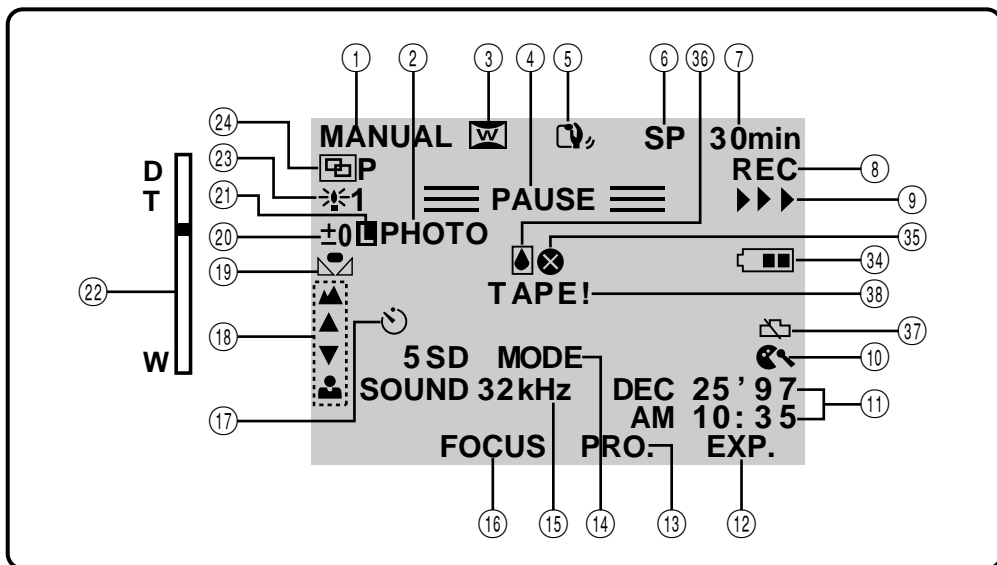 1 2 3 4 5 6 36 7
MANUAL W SP 30min
24 P REC 8
D 23 1 PAUSE 9
T 21 ±0 L PHOTO 35
20
19 34
22 TAPE! 38
18 37
W 5SD MODE 10
SOUND 32kHz DEC 25'97 11
AM 10:35
17 FOCUS PRO. EXP.
16 15 14 13 12